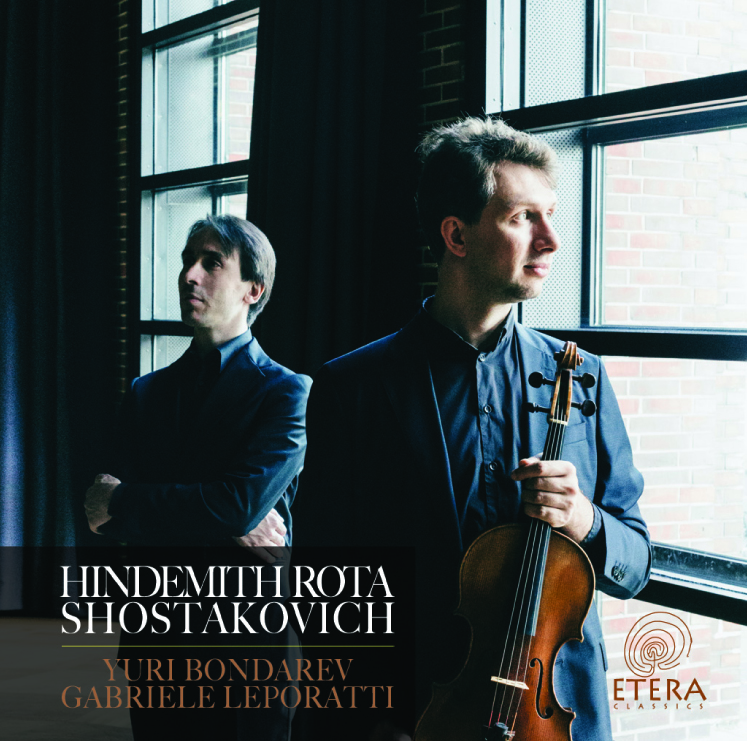 HINDEMITH ROTA
SHOSTAKOVICH
YURI BONDAREV
GABRIELE LEPORATTI
ETERA
CLASSICS